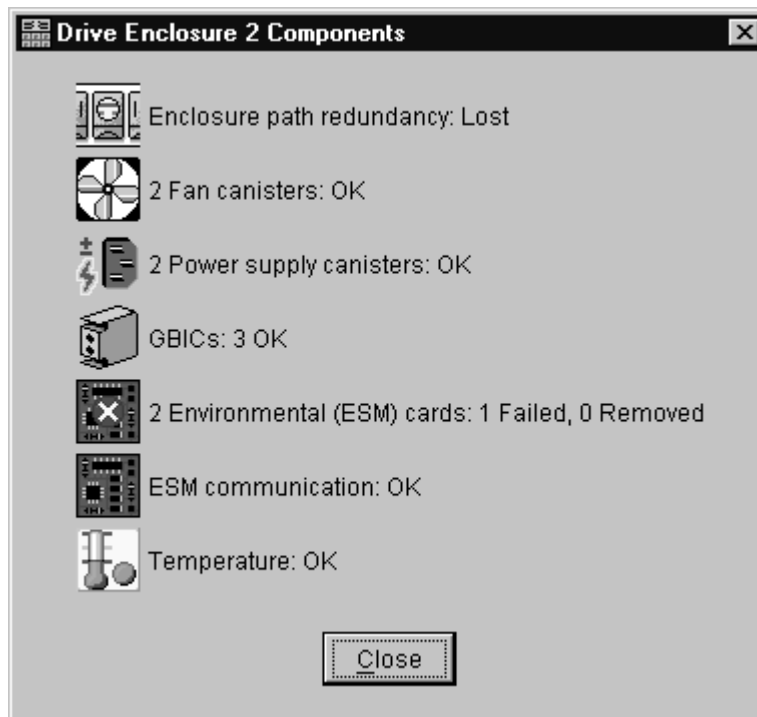 Drive Enclosure 2 Components
Enclosure path redundancy: Lost
2 Fan canisters: OK
2 Power supply canisters: OK
GBICs: 3 OK
2 Environmental (ESM) cards: 1 Failed, 0 Removed
ESM communication: OK
Temperature: OK
Close